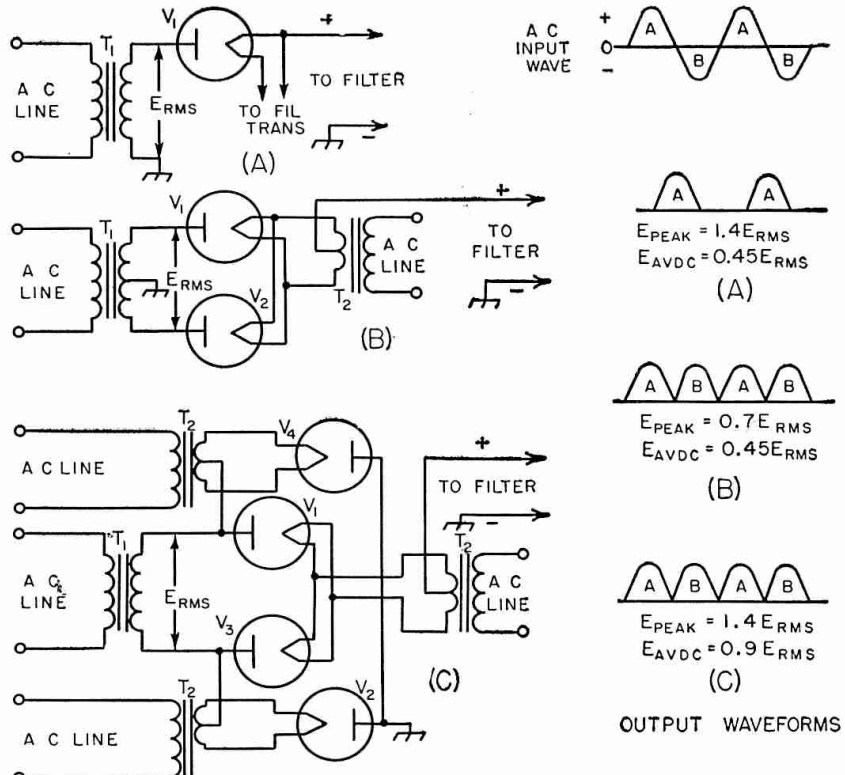 V1
T1
A C
LINE
ERMS
+
TO FILTER
TO FIL
TRANS
-
(A)
V1
T1
ERMS
V2
T2
A C
LINE
+
TO
FILTER
-
A C
LINE
(B)
T2
V4
A C LINE
+
TO FILTER
-
V1
T1
T2
A C
LINE
ERMS
A C
LINE
V3
(C)
T2
V2
A C LINE
A C
INPUT
WAVE
+
0
-
A
B
A
B
A
A
EPEAK = 1.4ERMS
EAVDC = 0.45ERMS
(A)
A B A B
EPEAK = 0.7ERMS
EAVDC = 0.45ERMS
(B)
A B A B
EPEAK = 1.4ERMS
EAVDC = 0.9ERMS
(C)
OUTPUT WAVEFORMS